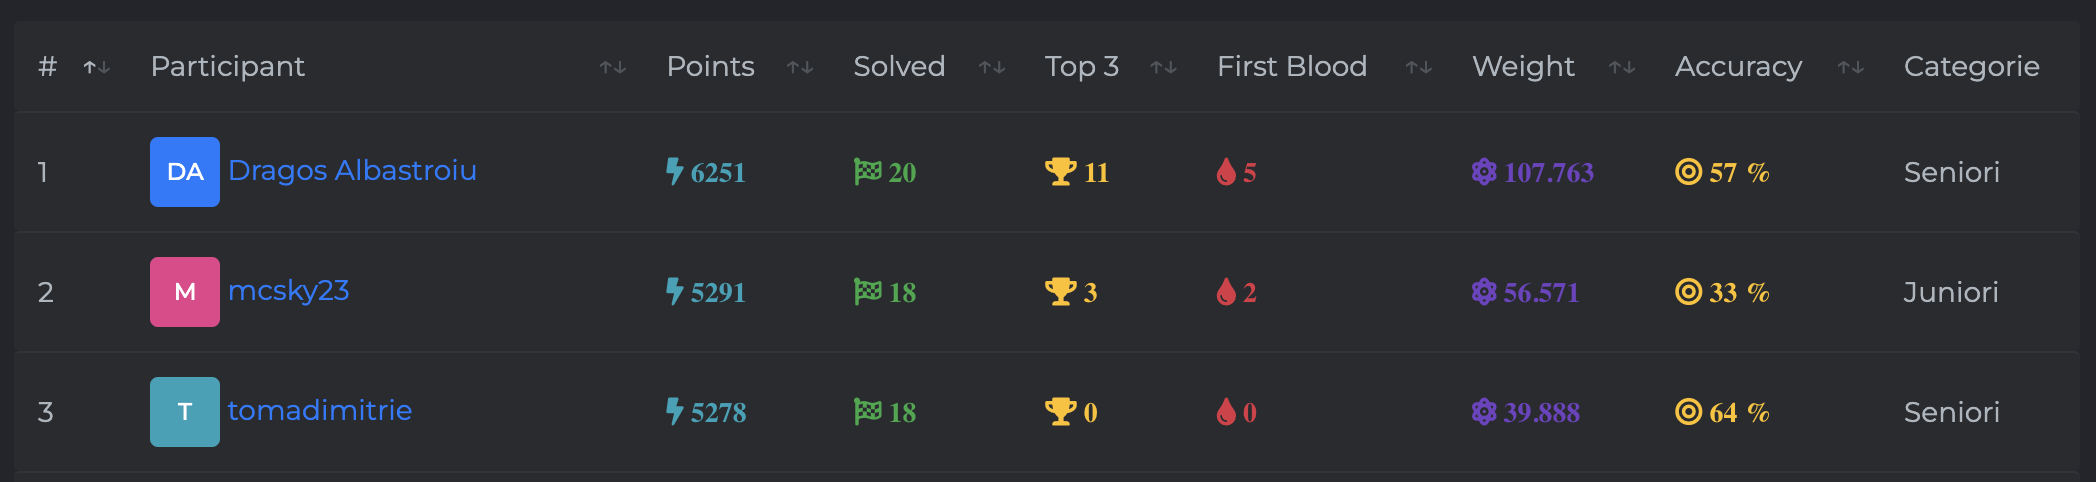 # Participant Points Solved Top 3 First Blood Weight Accuracy Categorie
1 DA Dragos Albastroiu 6251 20 11 5 107.763 57 % Seniori
2 M mcsky23 5291 18 3 2 56.571 33 % Juniori
3 T tomadimitrie 5278 18 0 0 39.888 64 % Seniori